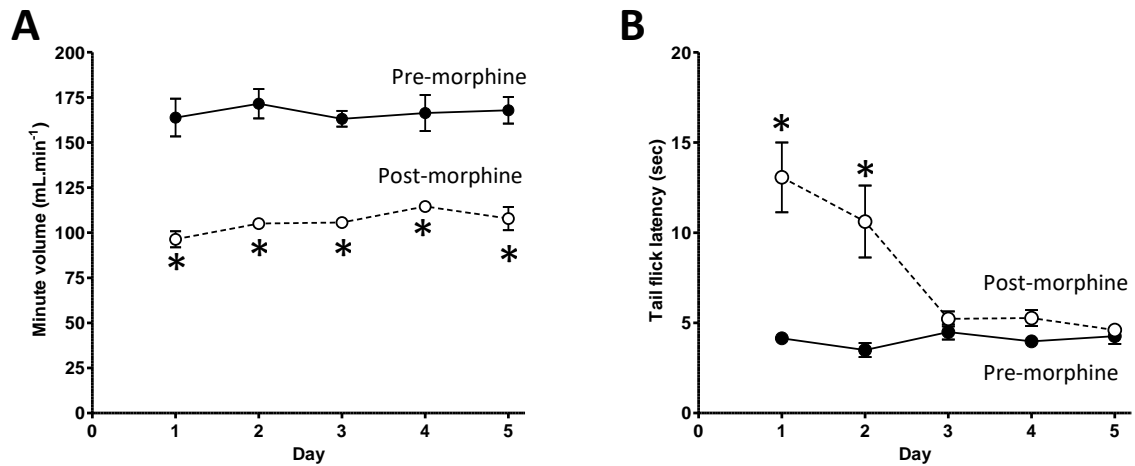 A
200
175
150
125
100
75
50
25
0
Minute volume (mL.min⁻¹)
Pre-morphine
Post-morphine
*
*
*
*
*
0 1 2 3 4 5
Day
B
20
15
10
5
0
Tail flick latency (sec)
*
*
Post-morphine
Pre-morphine
0 1 2 3 4 5
Day